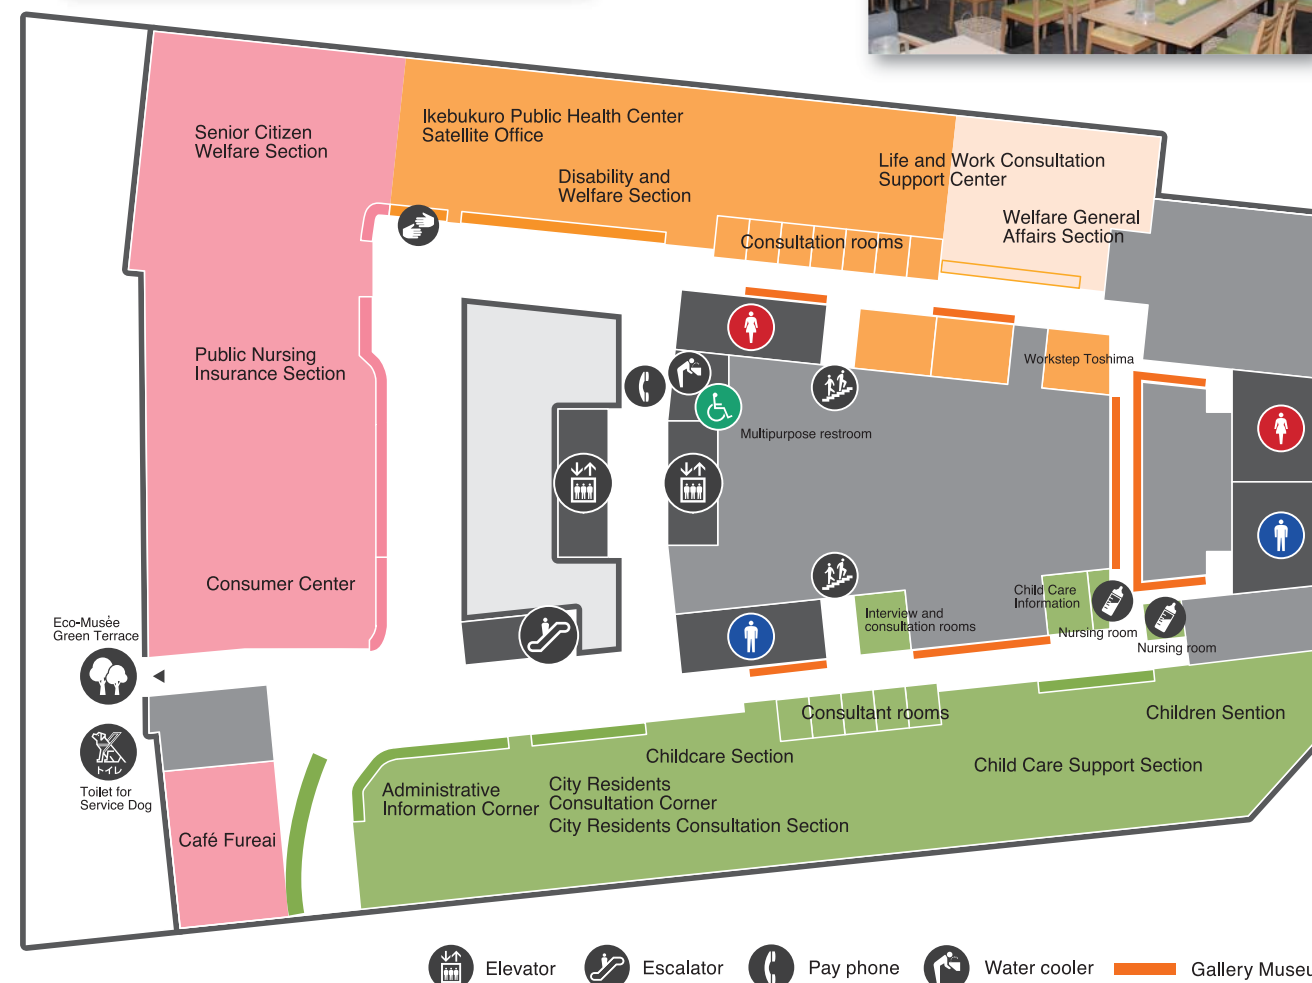 Senior Citizen
Welfare Section
Ikebukuro Public Health Center
Satellite Office
Disability and
Welfare Section
Life and Work Consultation
Support Center
Welfare General
Affairs Section
Consultation rooms
Public Nursing
Insurance Section
Workstep Toshima
Multipurpose restroom
Consumer Center
Child Care
Information
Interview and
consultation rooms
Nursing room
Nursing room
Eco-Musée
Green Terrace
トイレ
Toilet for
Service Dog
Café Fureai
Consultant rooms
Children Sention
Childcare Section
Child Care Support Section
Administrative
Information Corner
City Residents
Consultation Corner
City Residents Consultation Section
Elevator
Escalator
Pay phone
Water cooler
Gallery